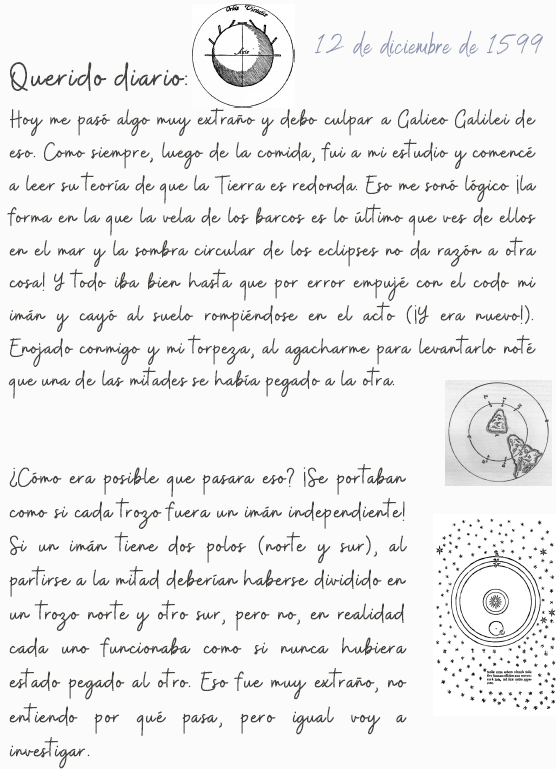 12 de diciembre de 1599
Querido diario:
Hoy me pasó algo muy extraño y debo culpar a Galieo Galilei de
eso. Como siempre, luego de la comida, fui a mi estudio y comencé
a leer su teoría de que la Tierra es redonda. Eso me sonó lógico ¡la
forma en la que la vela de los barcos es lo último que ves de ellos
en el mar y la sombra circular de los eclipses no da razón a otra
cosa! Y todo iba bien hasta que por error empujé con el codo mi
imán y cayó al suelo rompiéndose en el acto (¡Y era nuevo!).
Enojado conmigo y mi torpeza, al agacharme para levantarlo noté
que una de las mitades se había pegado a la otra.
¿Cómo era posible que pasara eso? ¡Se portaban
como si cada trozo fuera un imán independiente!
Si un imán tiene dos polos (norte y sur), al
partirse a la mitad deberían haberse dividido en
un trozo norte y otro sur, pero no, en realidad
cada uno funcionaba como si nunca hubiera
estado pegado al otro. Eso fue muy extraño, no
entiendo por qué pasa, pero igual voy a
investigar.